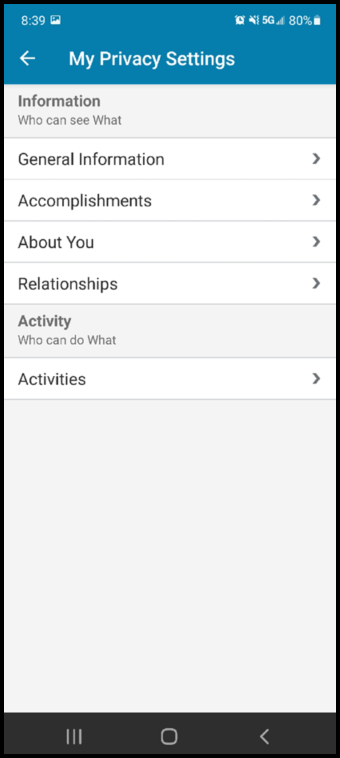 8:39 5G 80%
My Privacy Settings
Information
Who can see What
General Information
Accomplishments
About You
Relationships
Activity
Who can do What
Activities